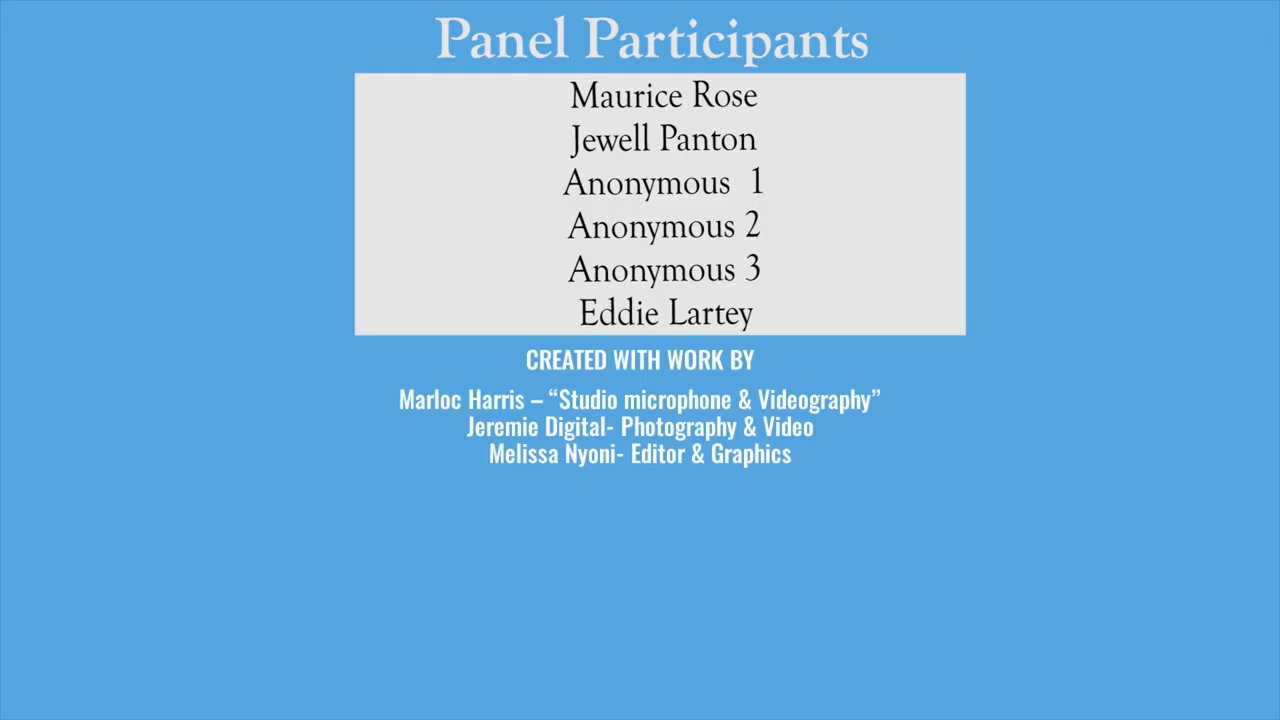 Panel Participants
Maurice Rose
Jewell Panton
Anonymous  1
Anonymous 2
Anonymous 3
Eddie Lartey
CREATED WITH WORK BY
Marloc Harris – “Studio microphone & Videography”
Jeremie Digital- Photography & Video
Melissa Nyoni- Editor & Graphics